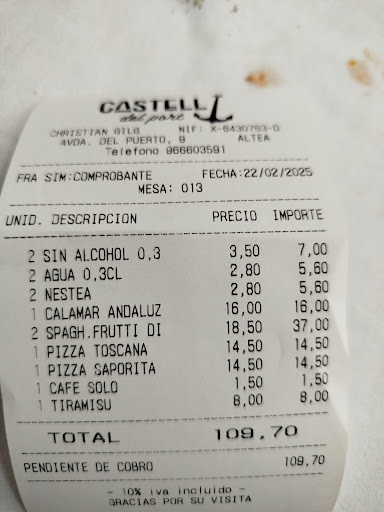 CASTELL
del port
CHRISTIAN GILG NIF: X-6430763-D
AVDA. DEL PUERTO, 9 ALTEA
Telefono 966603591
FRA SIM:COMPROBANTE FECHA:22/02/2025
MESA: 013
UNID. DESCRIPCION PRECIO IMPORTE
2 SIN ALCOHOL 0,3 3,50 7,00
2 AGUA 0,3CL 2,80 5,60
2 NESTEA 2,80 5,60
1 CALAMAR ANDALUZ 16,00 16,00
2 SPAGH.FRUTTI DI 18,50 37,00
1 PIZZA TOSCANA 14,50 14,50
1 PIZZA SAPORITA 14,50 14,50
1 CAFE SOLO 1,50 1,50
1 TIRAMISU 8,00 8,00
TOTAL 109,70
PENDIENTE DE COBRO 109,70
- 10% iva incluido -
GRACIAS POR SU VISITA